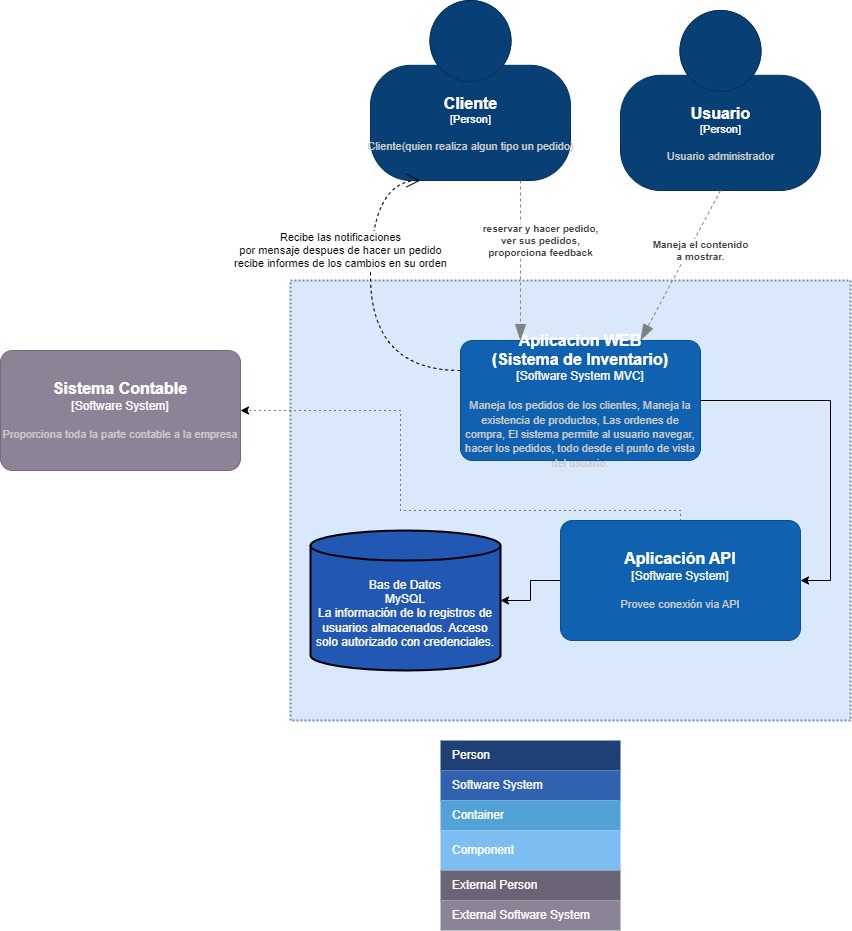 Cliente
[Person]
Cliente(quien realiza algun tipo un pedido)
Usuario
[Person]
Usuario administrador
Recibe las notificaciones
por mensaje despues de hacer un pedido
recibe informes de los cambios en su orden
reservar y hacer pedido,
ver sus pedidos,
proporciona feedback
Maneja el contenido
a mostrar.
Aplicacion WEB
(Sistema de Inventario)
[Software System MVC]
Maneja los pedidos de los clientes, Maneja la
existencia de productos, Las ordenes de
compra, El sistema permite al usuario navegar,
hacer los pedidos, todo desde el punto de vista
del usuario.
Sistema Contable
[Software System]
Proporciona toda la parte contable a la empresa
Aplicación API
[Software System]
Provee conexión via API
Bas de Datos
MySQL
La información de lo registros de
usuarios almacenados. Acceso
solo autorizado con credenciales.
Person
Software System
Container
Component
External Person
External Software System